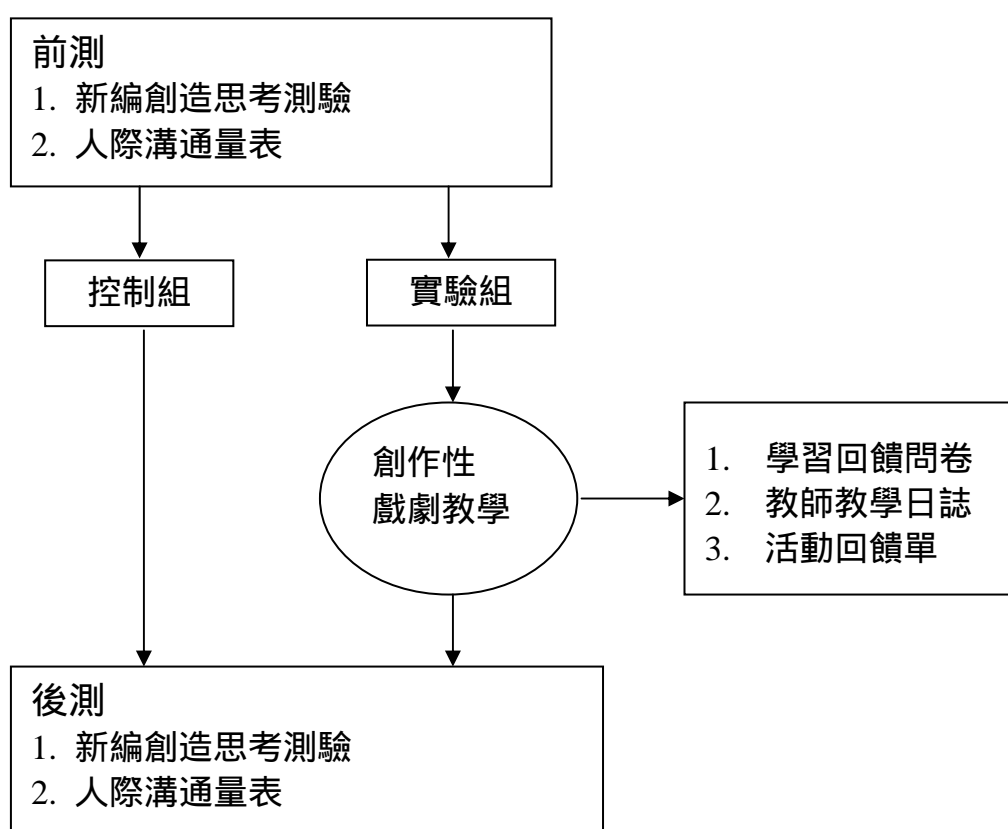 前測
1. 新編創造思考測驗
2. 人際溝通量表
控制組
實驗組
創作性
戲劇教學
1. 學習回饋問卷
2. 教師教學日誌
3. 活動回饋單
後測
1. 新編創造思考測驗
2. 人際溝通量表